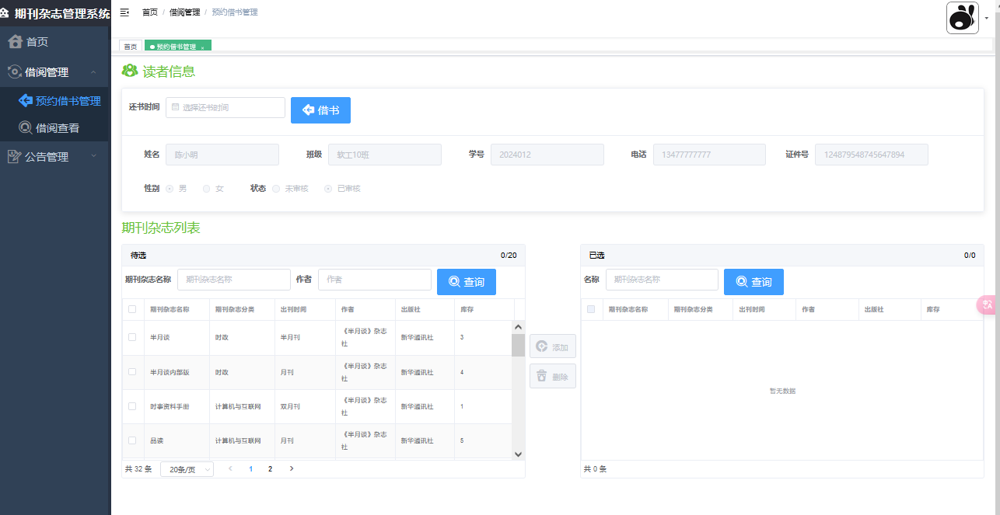 期刊杂志管理系统
首页 / 借阅管理 / 预约借书管理
首页
借阅管理
预约借书管理
借阅查看
公告管理
首页 预约借书管理 ×
读者信息
还书时间 选择还书时间 借书
姓名 陈小明 班级 软工10班 学号 2024012 电话 13477777777 证件号 124879548745647894
性别 男 女 状态 未审核 已审核
期刊杂志列表
待选 0/20
期刊杂志名称 期刊杂志名称 作者 作者 查询
期刊杂志名称 期刊杂志分类 出刊时间 作者 出版社 库存
半月谈 时政 半月刊 《半月谈》杂志社 新华通讯社 3
半月谈内部版 时政 月刊 《半月谈》杂志社 新华通讯社 4
时事资料手册 计算机与互联网 双月刊 《半月谈》杂志社 新华通讯社 1
品读 计算机与互联网 月刊 《半月谈》杂志社 新华通讯社 5
共 32 条 20条/页 1 2
添加
删除
已选 0/0
名称 期刊杂志名称 查询
期刊杂志名称 期刊杂志分类 出刊时间 作者 出版社 库存
暂无数据
共 0 条